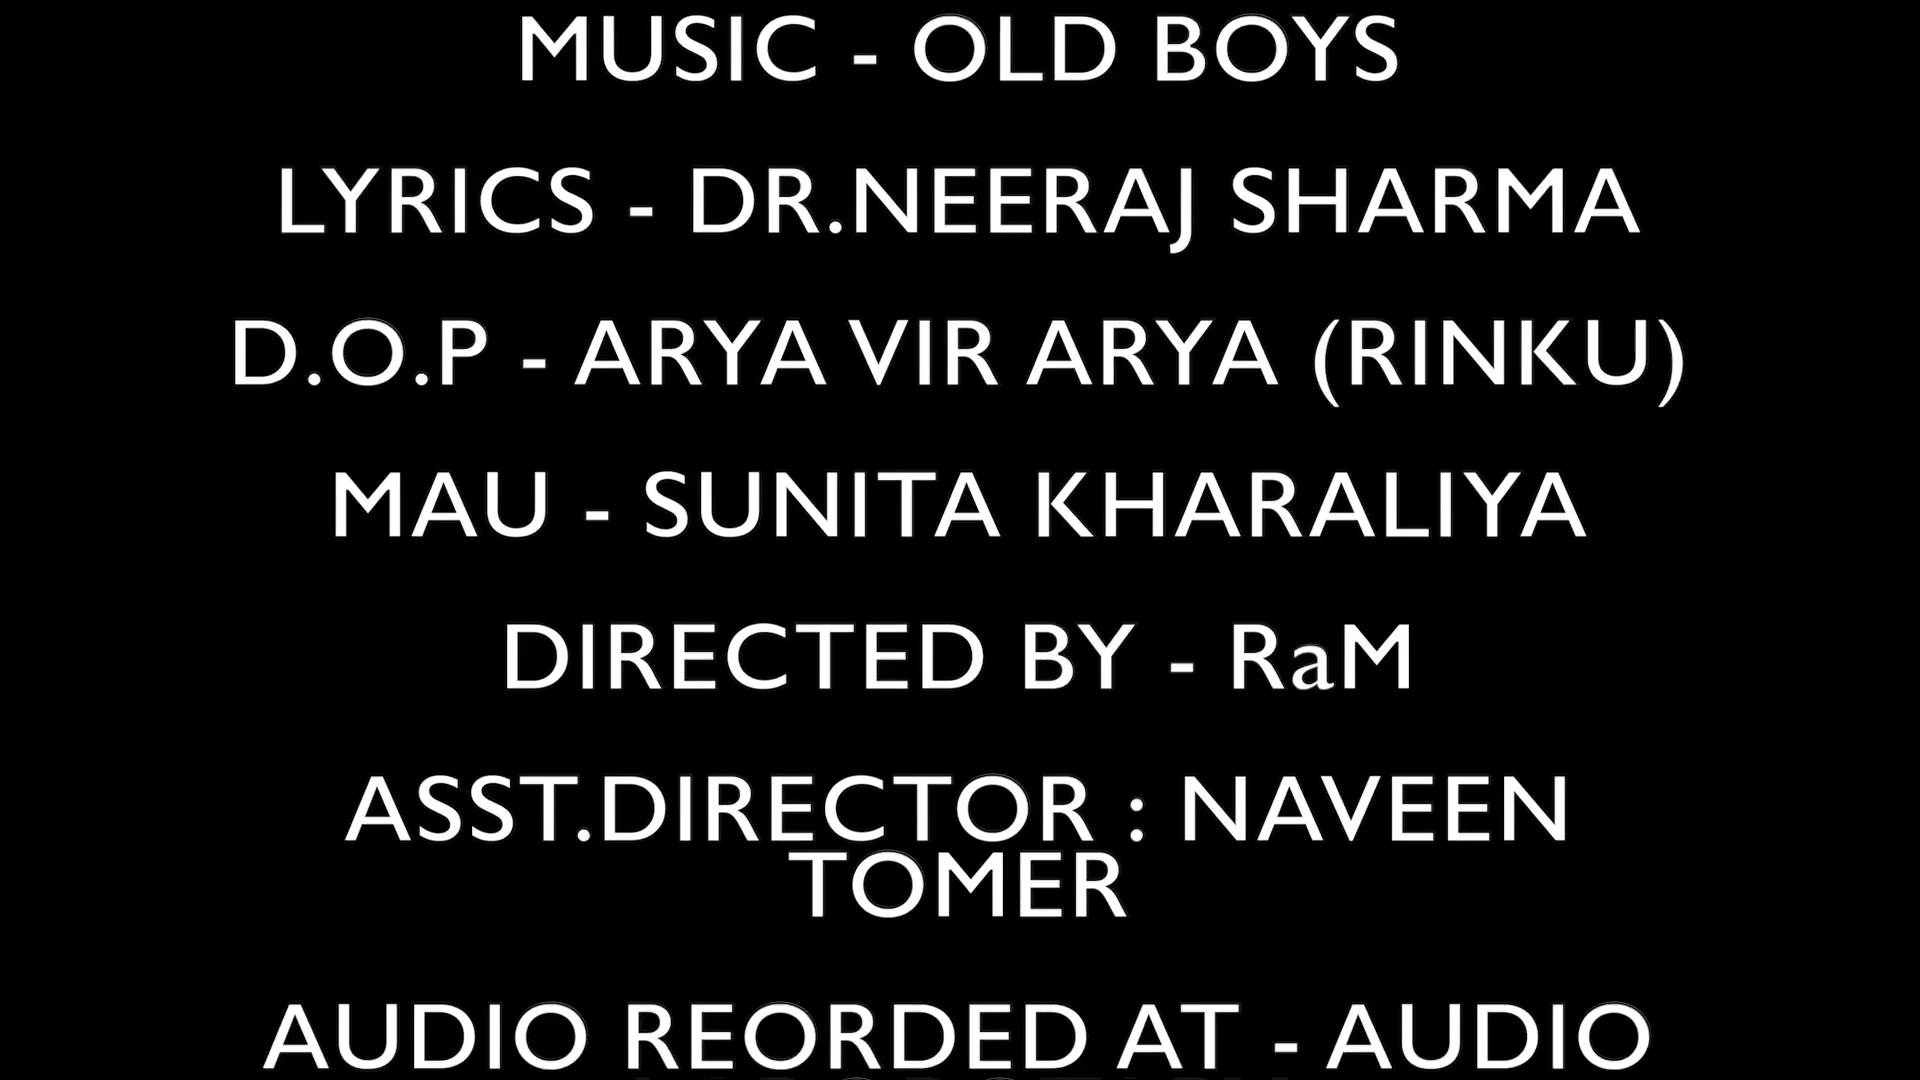 MUSIC - OLD BOYS
LYRICS - DR.NEERAJ SHARMA
D.O.P - ARYA VIR ARYA (RINKU)
MAU - SUNITA KHARALIYA
DIRECTED BY - RaM
ASST.DIRECTOR : NAVEEN
TOMER
AUDIO REORDED AT - AUDIO